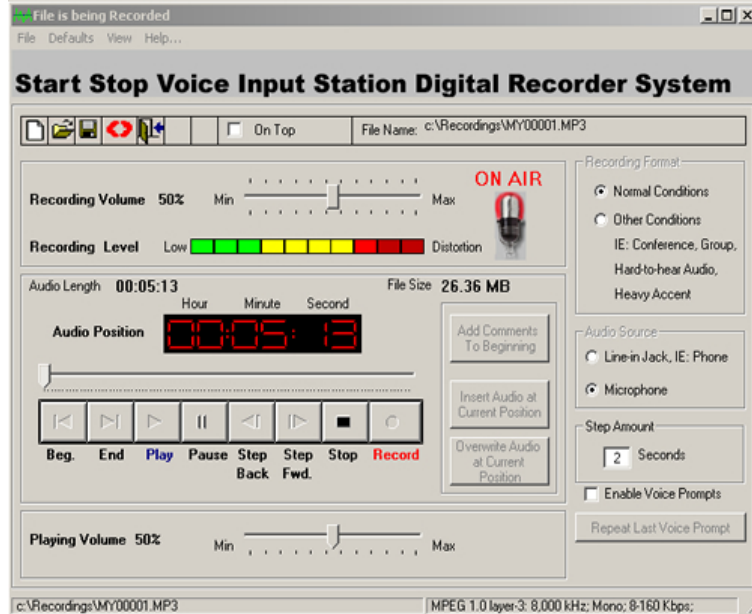 File is being Recorded
File Defaults View Help...
Start Stop Voice Input Station Digital Recorder System
On Top
File Name: c:\Recordings\MY00001.MP3
Recording Volume 50% Min Max
ON AIR
Recording Level Low Distortion
Recording Format
Normal Conditions
Other Conditions
IE: Conference, Group,
Hard-to-hear Audio,
Heavy Accent
Audio Length 00:05:13 File Size 26.36 MB
Hour Minute Second
Audio Position 00:05:13
Add Comments
To Beginning
Insert Audio at
Current Position
Overwrite Audio
at Current
Position
Beg. End Play Pause Step Step Stop Record
Back Fwd.
Audio Source
Line-in Jack, IE: Phone
Microphone
Step Amount
2 Seconds
Enable Voice Prompts
Repeat Last Voice Prompt
Playing Volume 50% Min Max
c:\Recordings\MY00001.MP3 MPEG 1.0 layer-3: 8,000 kHz; Mono; 8-160 Kbps;